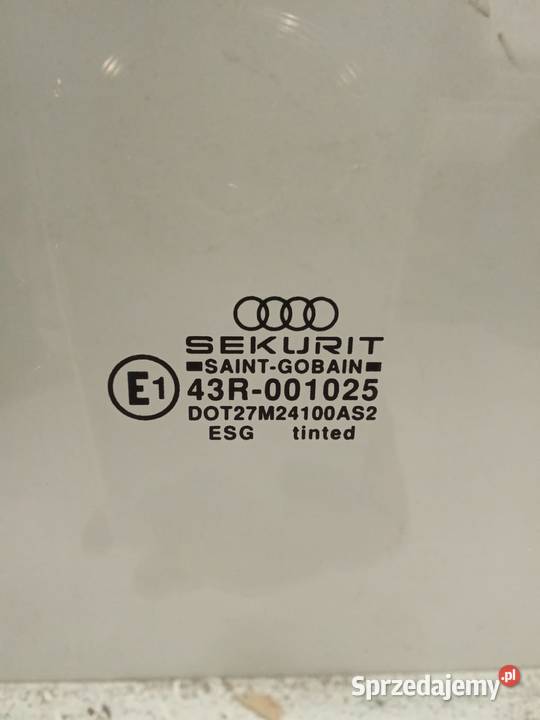 SEKURIT
SAINT-GOBAIN
E1 43R-001025
DOT27M24100AS2
ESG tinted
Sprzedajemy.pl